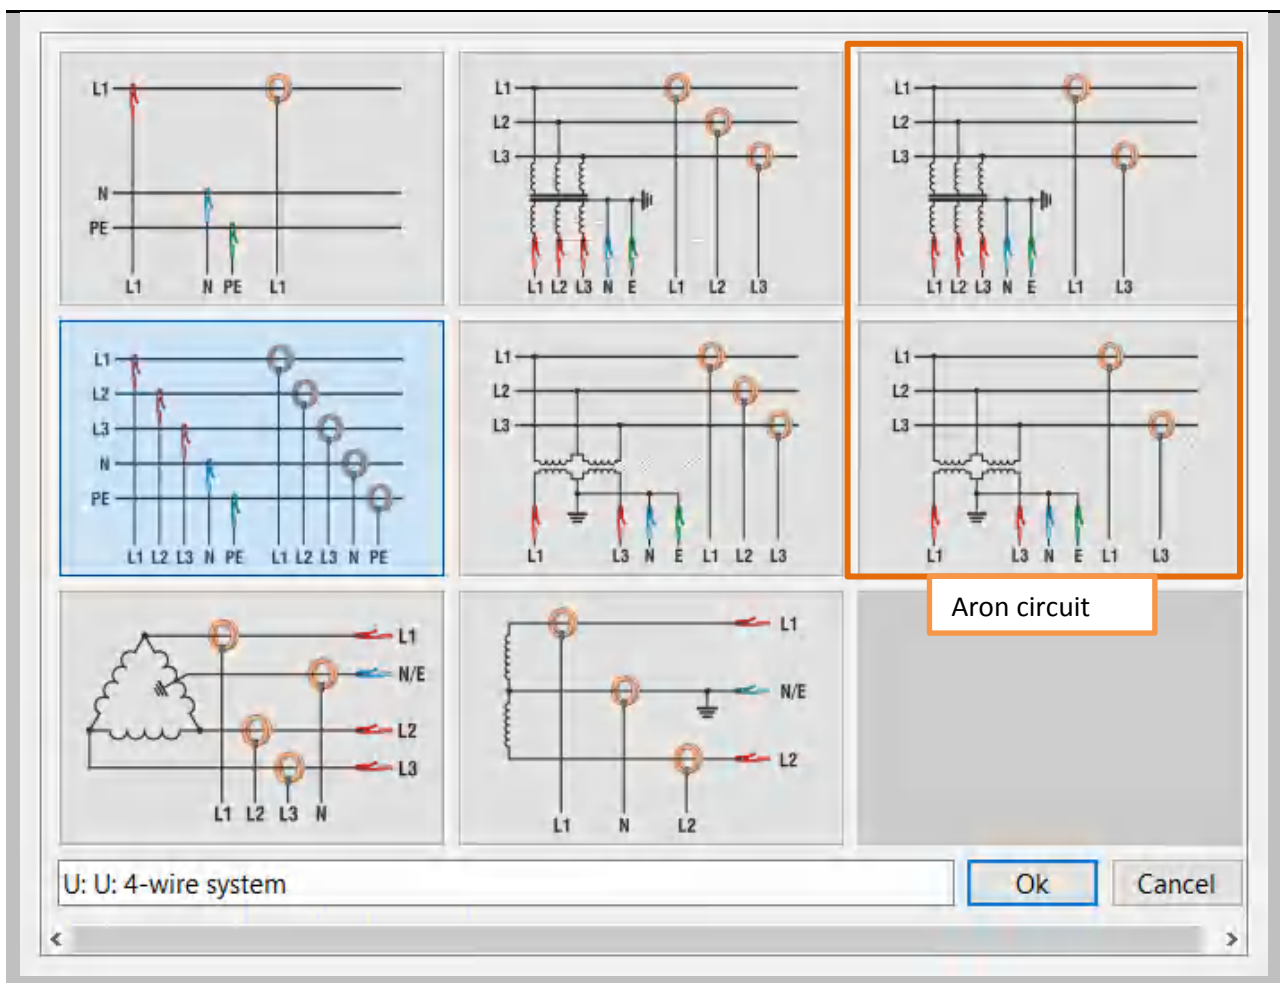 L1
N
PE
L1 N PE L1
L1
L2
L3
L1 L2 L3 N E L1 L2 L3
L1
L2
L3
L1 L2 L3 N E L1 L3
L1
L2
L3
N
PE
L1 L2 L3 N PE L1 L2 L3 N PE
L1
L2
L3
L1 L3 N E L1 L2 L3
L1
L2
L3
L1 L3 N E L1 L3
Aron circuit
L1
N/E
L2
L3
L1 L2 L3 N
L1
N/E
L2
L1 N L2
U: U: 4-wire system
Ok
Cancel